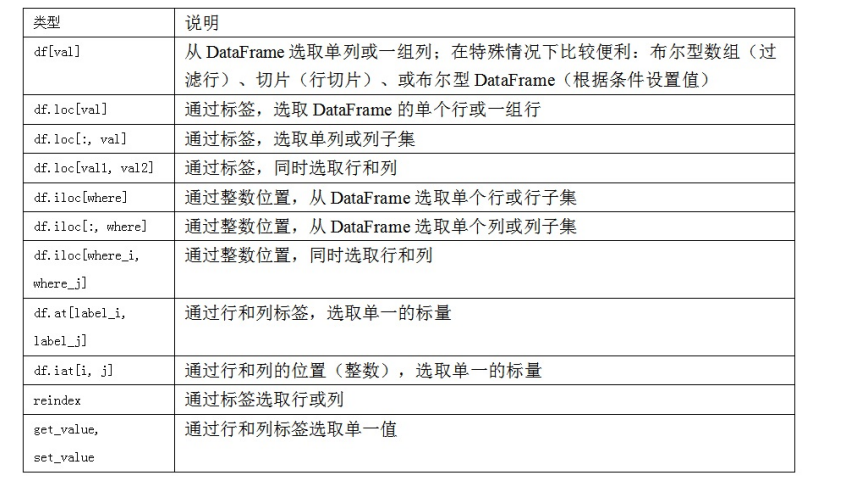 类型 说明
df[val] 从 DataFrame 选取单列或一组列；在特殊情况下比较便利：布尔型数组（过
滤行）、切片（行切片）、或布尔型 DataFrame（根据条件设置值）
df.loc[val] 通过标签，选取 DataFrame 的单个行或一组行
df.loc[:, val] 通过标签，选取单列或列子集
df.loc[val1, val2] 通过标签，同时选取行和列
df.iloc[where] 通过整数位置，从 DataFrame 选取单个行或行子集
df.iloc[:, where] 通过整数位置，从 DataFrame 选取单个列或列子集
df.iloc[where_i, 通过整数位置，同时选取行和列
where_j]
df.at[label_i, 通过行和列标签，选取单一的标量
label_j]
df.iat[i, j] 通过行和列的位置（整数），选取单一的标量
reindex 通过标签选取行或列
get_value, 通过行和列标签选取单一值
set_value